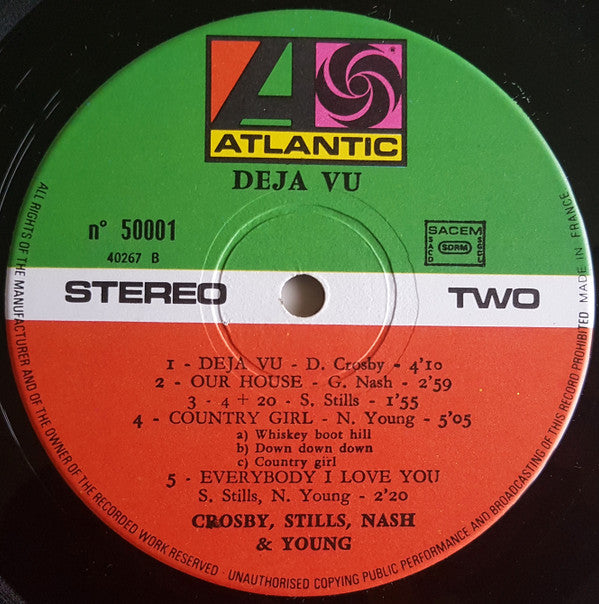 ATLANTIC
DEJA VU
n° 50001
40267 B
SACEM
SACD SDRM SGDL
STEREO
TWO
1 - DEJA VU - D. Crosby - 4'10
2 - OUR HOUSE - G. Nash - 2'59
3 - 4 + 20 - S. Stills - 1'55
4 - COUNTRY GIRL - N. Young - 5'05
a) Whiskey boot hill
b) Down down down
c) Country girl
5 - EVERYBODY I LOVE YOU
S. Stills, N. Young - 2'20
CROSBY, STILLS, NASH
& YOUNG
ALL RIGHTS OF THE MANUFACTURER AND OF THE OWNER OF THE RECORDED WORK RESERVED · UNAUTHORISED COPYING PUBLIC PERFORMANCE AND BROADCASTING OF THIS RECORD PROHIBITED MADE IN FRANCE